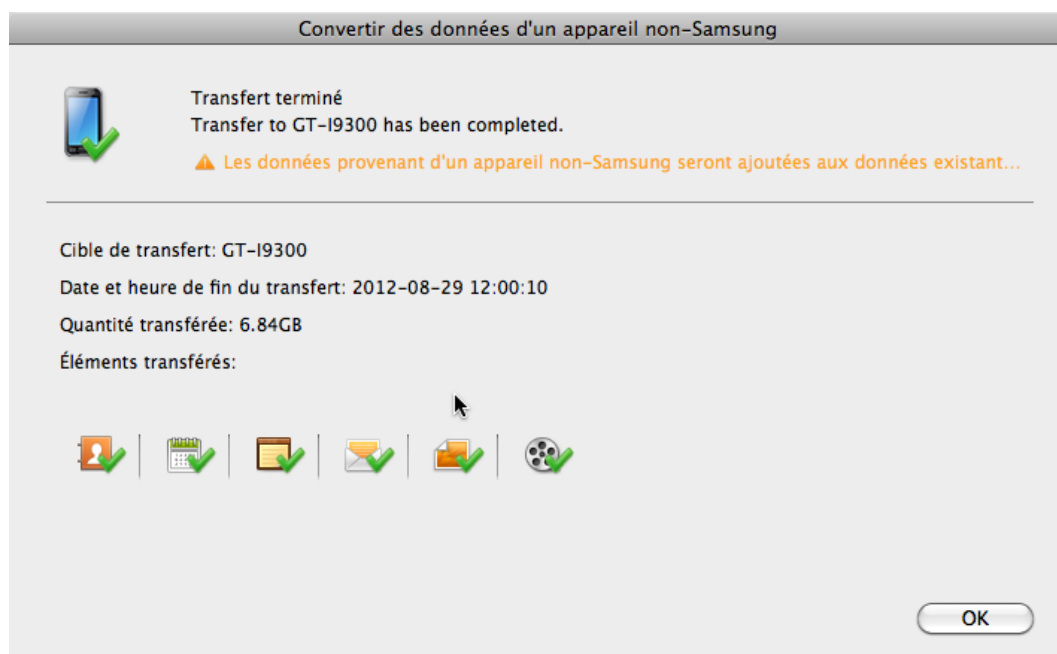 Convertir des données d'un appareil non-Samsung
Transfert terminé
Transfer to GT-I9300 has been completed.
Les données provenant d'un appareil non-Samsung seront ajoutées aux données existant...
Cible de transfert: GT-I9300
Date et heure de fin du transfert: 2012-08-29 12:00:10
Quantité transférée: 6.84GB
Éléments transférés:
OK